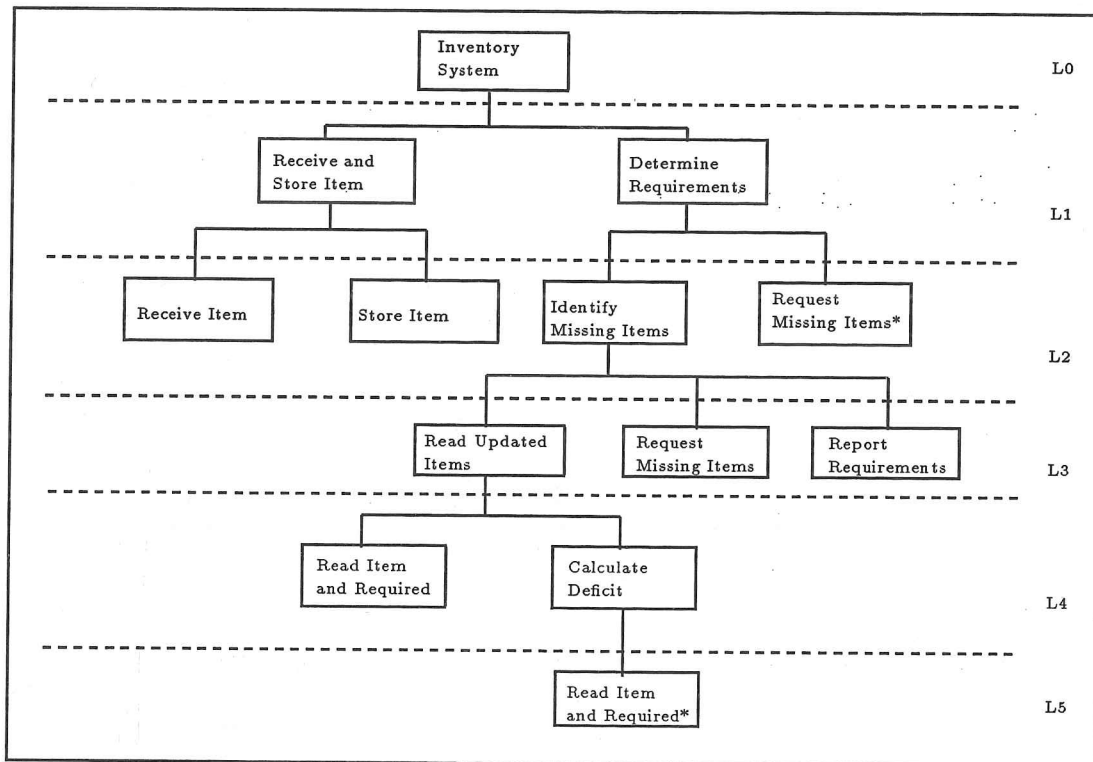 Inventory
System
L0
Receive and
Store Item
Determine
Requirements
L1
Receive Item
Store Item
Identify
Missing Items
Request
Missing Items*
L2
Read Updated
Items
Request
Missing Items
Report
Requirements
L3
Read Item
and Required
Calculate
Deficit
L4
Read Item
and Required*
L5